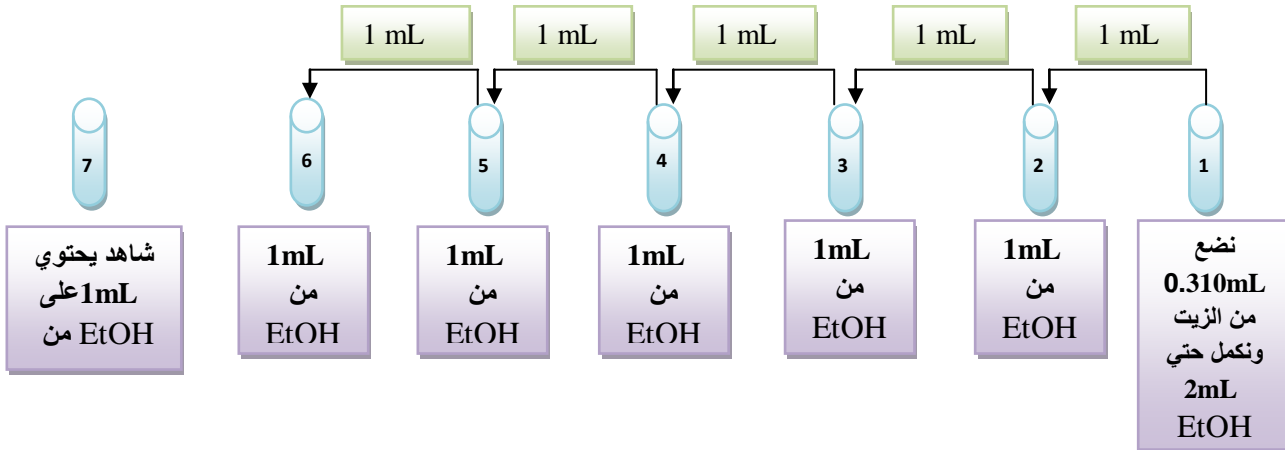 1 mL
1 mL
1 mL
1 mL
1 mL
1
2
3
4
5
6
7
نضع
0.310mL
من الزيت
ونكمل حتي
2mL
EtOH
1mL
من
EtOH
1mL
من
EtOH
1mL
من
EtOH
1mL
من
EtOH
1mL
من
EtOH
شاهد يحتوي
على 1mL
من EtOH